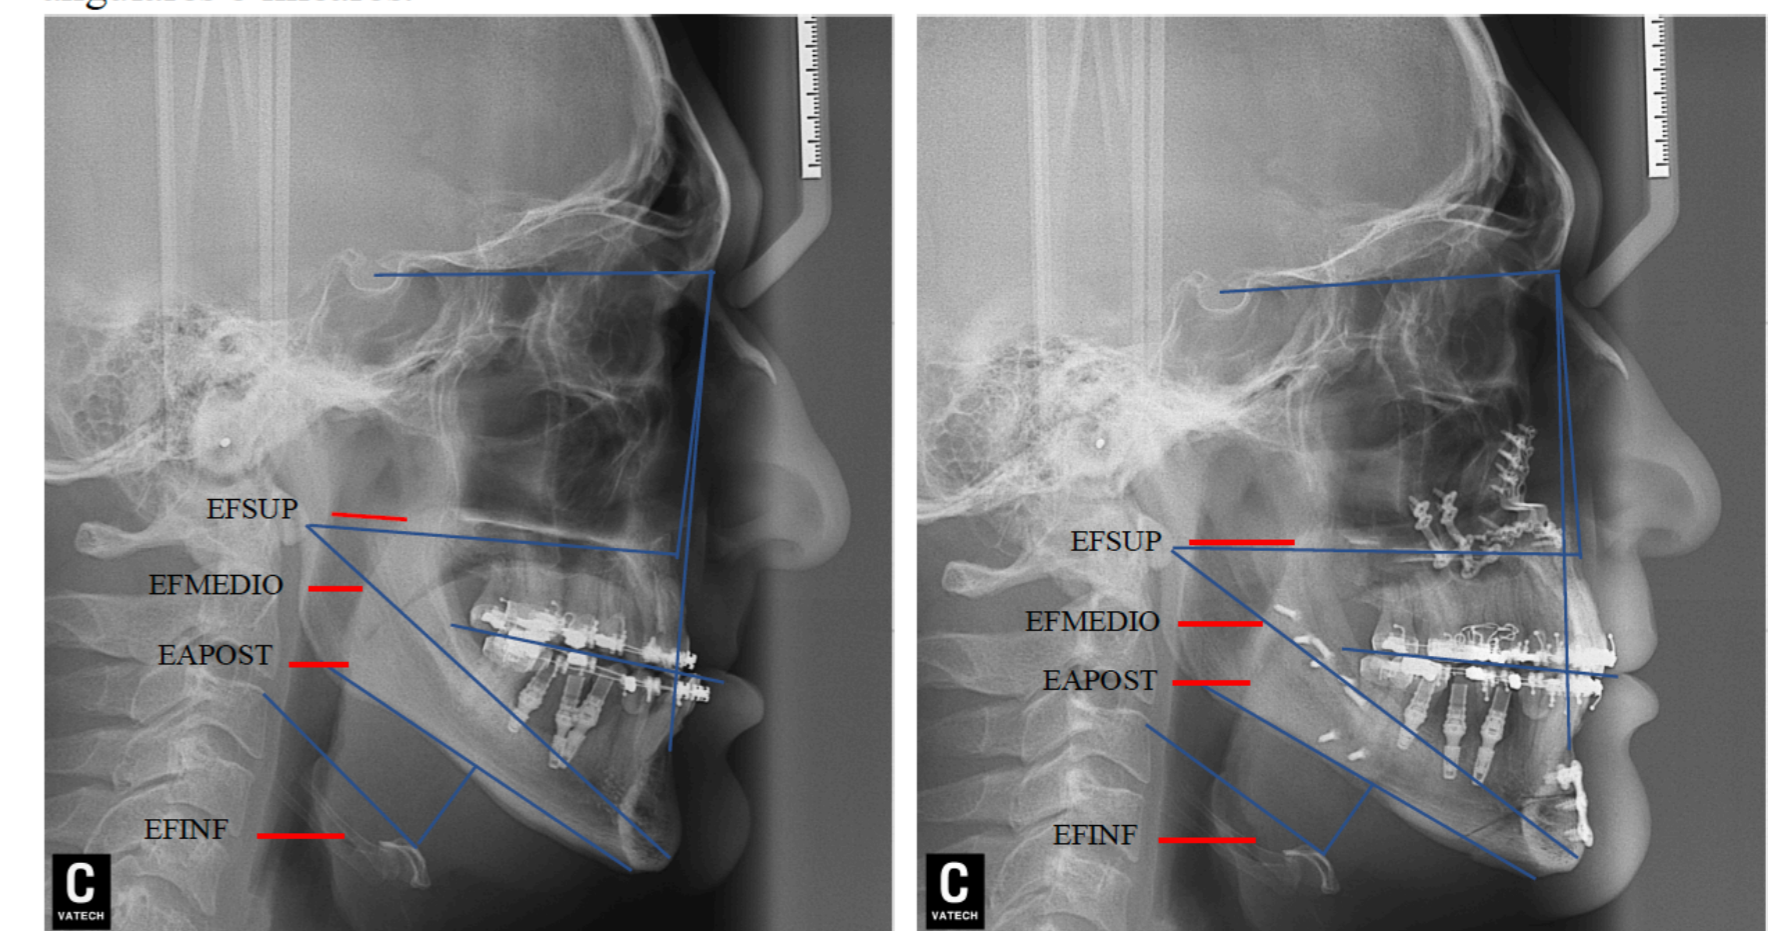 EFSUP
EFMEDIO
EAPOST
EFINF
C
VATECH
EFSUP
EFMEDIO
EAPOST
EFINF
C
VATECH